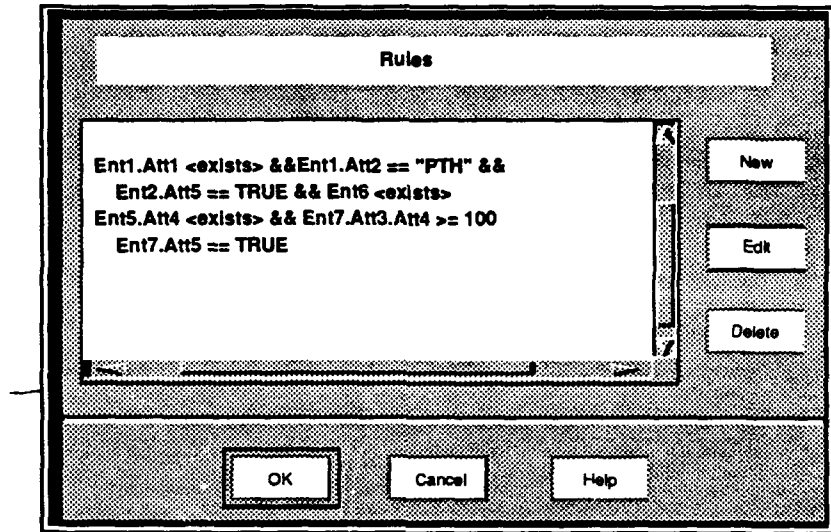 Rules
Ent1.Att1 <exists> &&Ent1.Att2 == "PTH" &&
Ent2.Att5 == TRUE && Ent6 <exists>
Ent5.Att4 <exists> && Ent7.Att3.Att4 >= 100
Ent7.Att5 == TRUE
New
Edit
Delete
OK
Cancel
Help